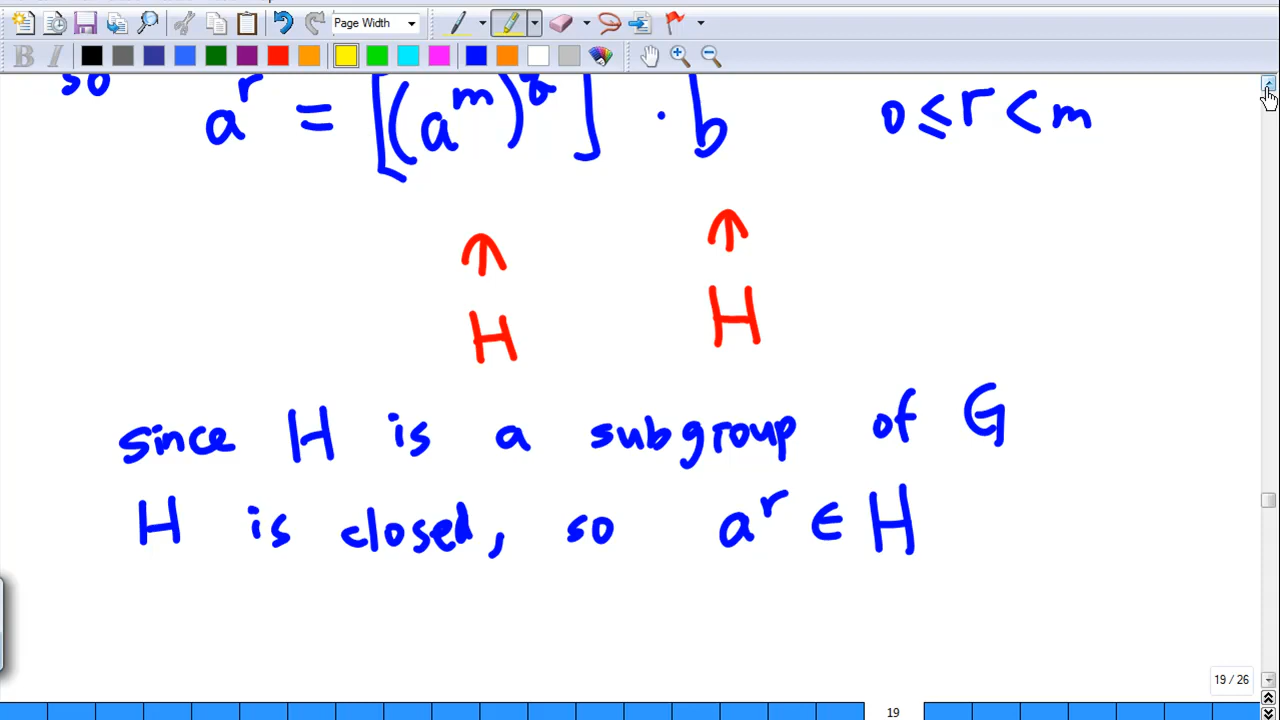 Page Width
B I
so a^r = [(a^m)^q] · b 0 ≤ r < m
↑ ↑
H H
since H is a subgroup of G
H is closed, so a^r ∈ H
19 / 26
19